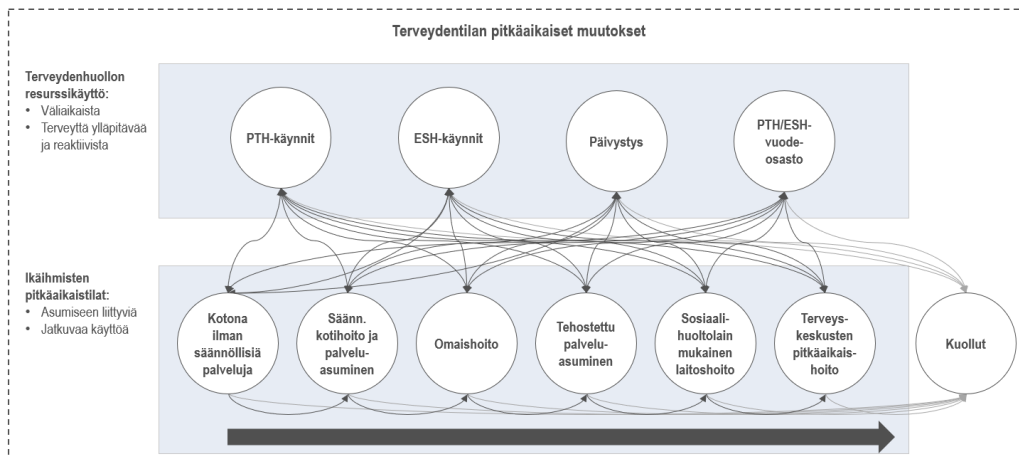 Terveydentilan pitkäaikaiset muutokset
Terveydenhuollon
resurssikäyttö:
• Väliaikaista
• Terveyttä ylläpitävää
ja reaktiivista
PTH-käynnit
ESH-käynnit
Päivystys
PTH/ESH-
vuode-
osasto
Ikäihmisten
pitkäaikaistilat:
• Asumiseen liittyviä
• Jatkuvaa käyttöä
Kotona
ilman
säännöllisiä
palveluja
Säänn.
kotihoito ja
palvelu-
asuminen
Omaishoito
Tehostettu
palvelu-
asuminen
Sosiaali-
huoltolain
mukainen
laitoshoito
Terveys-
keskusten
pitkäaikais-
hoito
Kuollut